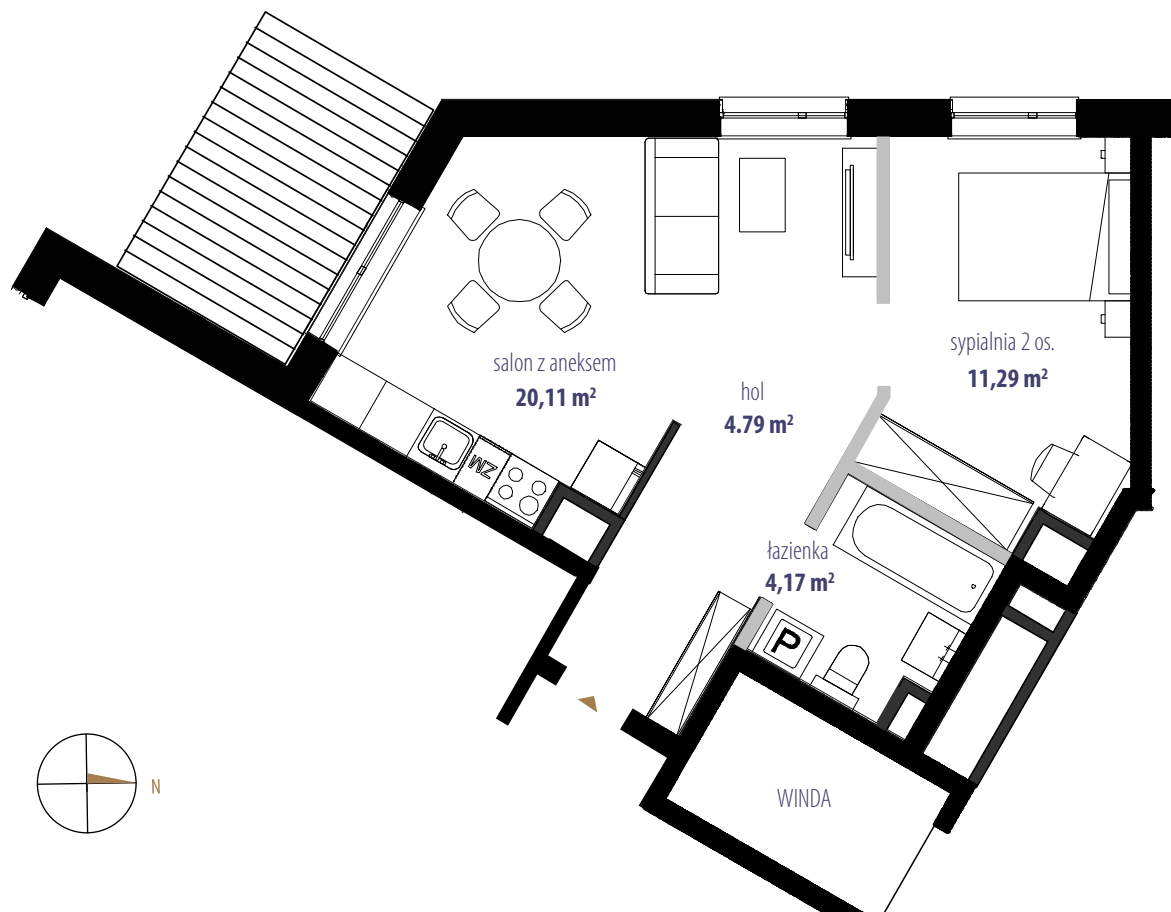 salon z aneksem
20,11 m²
hol
4.79 m²
sypialnia 2 os.
11,29 m²
łazienka
4,17 m²
ZM
P
N
WINDA